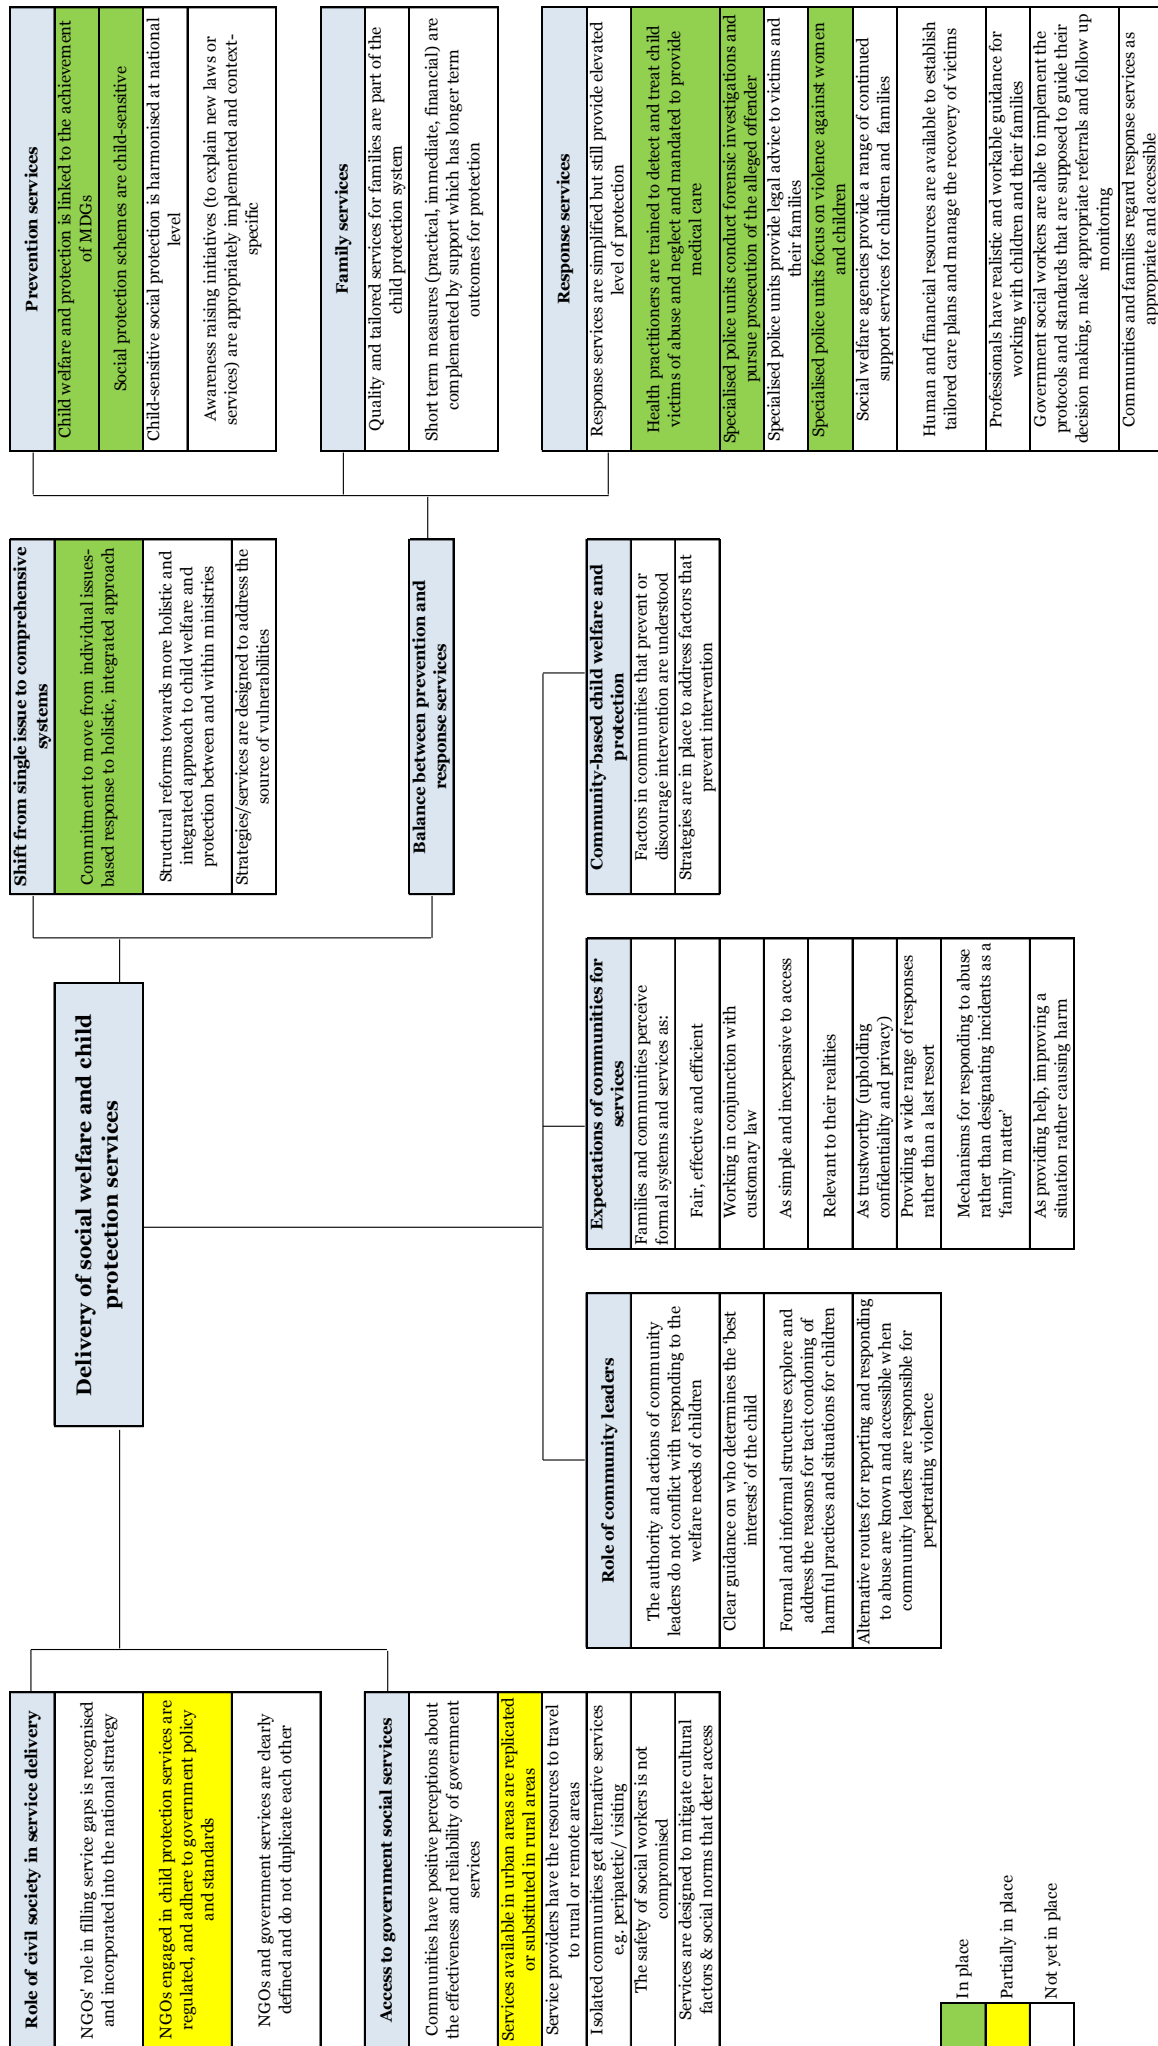 Delivery of social welfare and child
protection services
Role of civil society in service delivery
NGOs' role in filling service gaps is recognised
and incorporated into the national strategy
NGOs engaged in child protection services are
regulated, and adhere to government policy
and standards
NGOs and government services are clearly
defined and do not duplicate each other
Access to government social services
Communities have positive perceptions about
the effectiveness and reliability of government
services
Services available in urban areas are replicated
or substituted in rural areas
Service providers have the resources to travel
to rural or remote areas
Isolated communities get alternative services
e.g. peripatetic/ visiting
The safety of social workers is not
compromised
Services are designed to mitigate cultural
factors & social norms that deter access
Role of community leaders
The authority and actions of community
leaders do not conflict with responding to the
welfare needs of children
Clear guidance on who determines the 'best
interests' of the child
Formal and informal structures explore and
address the reasons for tacit condoning of
harmful practices and situations for children
Alternative routes for reporting and responding
to abuse are known and accessible when
community leaders are responsible for
perpetrating violence
Expectations of communities for
services
Families and communities perceive
formal systems and services as:
Fair, effective and efficient
Working in conjunction with
customary law
As simple and inexpensive to access
Relevant to their realities
As trustworthy (upholding
confidentiality and privacy)
Providing a wide range of responses
rather than a last resort
Mechanisms for responding to abuse
rather than designating incidents as a
'family matter'
As providing help, improving a
situation rather causing harm
Community-based child welfare and
protection
Factors in communities that prevent or
discourage intervention are understood
Strategies are in place to address factors that
prevent intervention
Shift from single issue to comprehensive
systems
Commitment to move from individual issues-
based response to holistic, integrated approach
Structural reforms towards more holistic and
integrated approach to child welfare and
protection between and within ministries
Strategies/services are designed to address the
source of vulnerabilities
Balance between prevention and
response services
Prevention services
Child welfare and protection is linked to the achievement
of MDGs
Social protection schemes are child-sensitive
Child-sensitive social protection is harmonised at national
level
Awareness raising initiatives (to explain new laws or
services) are appropriately implemented and context-
specific
Family services
Quality and tailored services for families are part of the
child protection system
Short term measures (practical, immediate, financial) are
complemented by support which has longer term
outcomes for protection
Response services
Response services are simplified but still provide elevated
level of protection
Health practitioners are trained to detect and treat child
victims of abuse and neglect and mandated to provide
medical care
Specialised police units conduct forensic investigations and
pursue prosecution of the alleged offender
Specialised police units provide legal advice to victims and
their families
Specialised police units focus on violence against women
and children
Social welfare agencies provide a range of continued
support services for children and families
Human and financial resources are available to establish
tailored care plans and manage the recovery of victims
Professionals have realistic and workable guidance for
working with children and their families
Government social workers are able to implement the
protocols and standards that are supposed to guide their
decision making, make appropriate referrals and follow up
monitoring
Communities and families regard response services as
appropriate and accessible
In place
Partially in place
Not yet in place